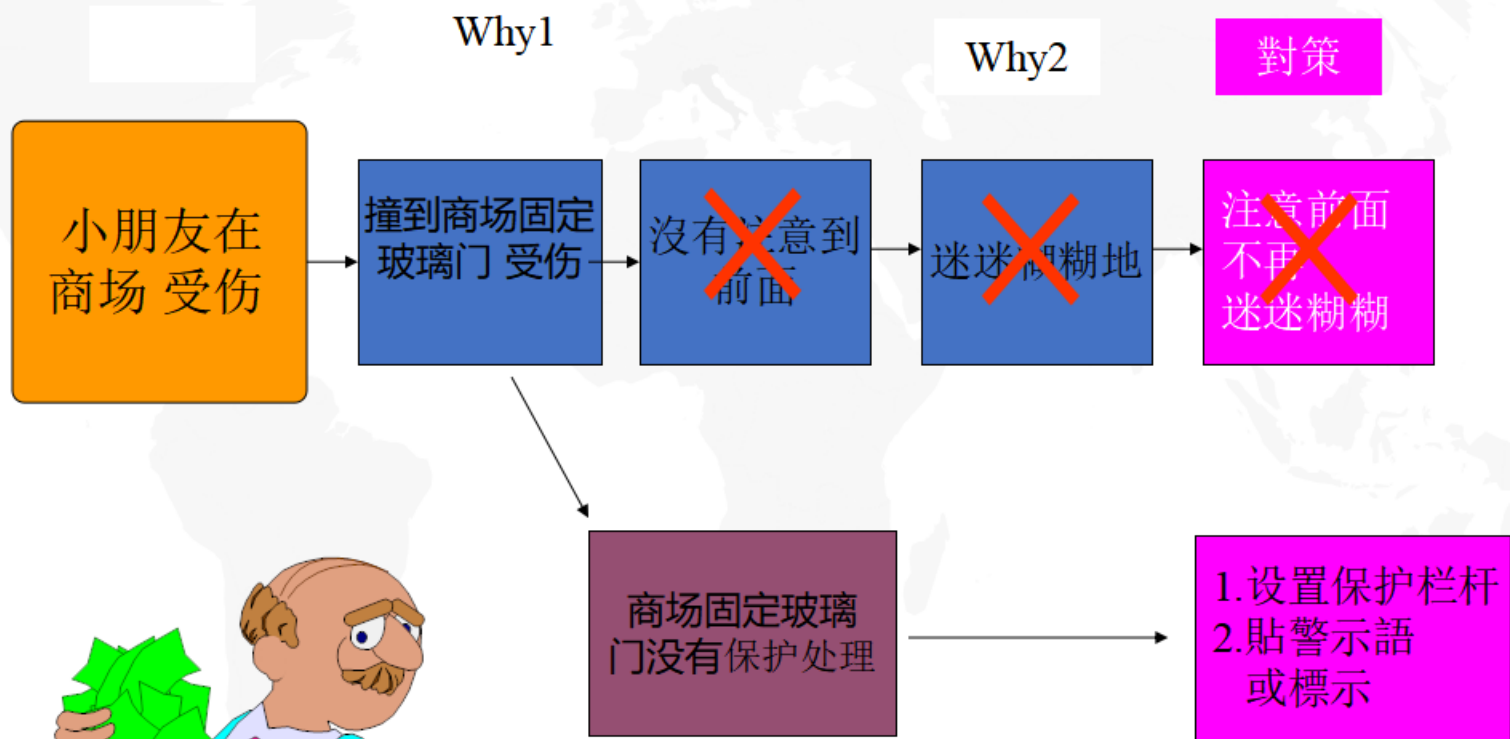 Why1
Why2
對策
小朋友在
商场 受伤
撞到商场固定
玻璃门 受伤
沒有注意到
前面
迷迷糊糊地
注意前面
不再
迷迷糊糊
商场固定玻璃
门没有保护处理
1.设置保护栏杆
2.貼警示語
或標示